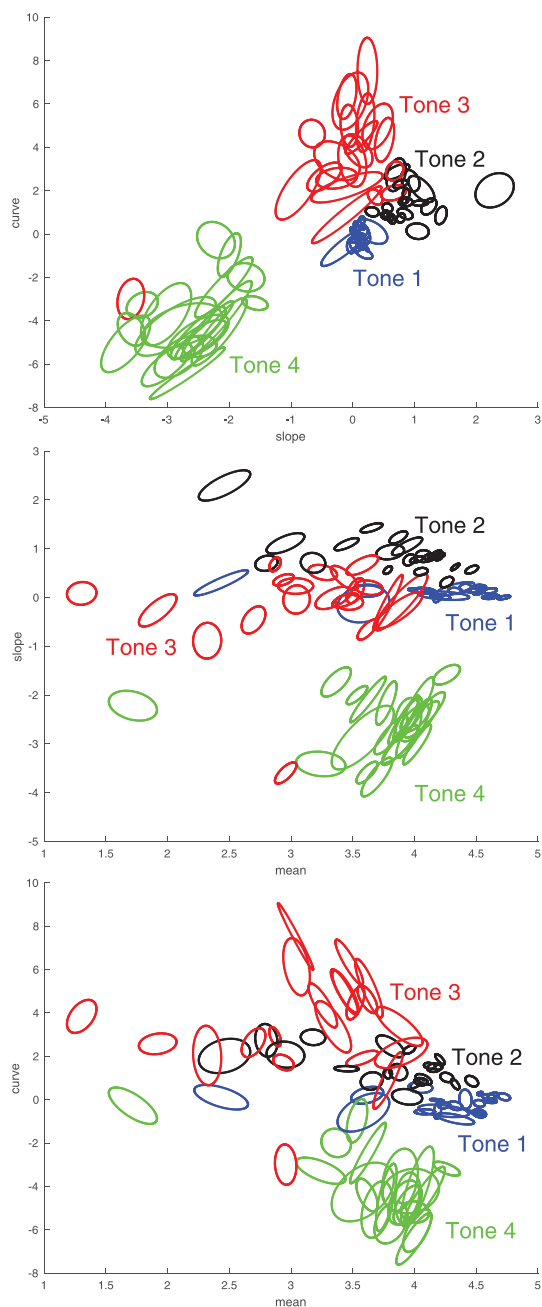 10
8
6
4
2
0
-2
-4
-6
-8
curve
Tone 3
Tone 2
Tone 1
Tone 4
-5 -4 -3 -2 -1 0 1 2 3
slope
3
2
1
0
-1
-2
-3
-4
-5
slope
Tone 2
Tone 1
Tone 3
Tone 4
1 1.5 2 2.5 3 3.5 4 4.5 5
mean
10
8
6
4
2
0
-2
-4
-6
-8
curve
Tone 3
Tone 2
Tone 1
Tone 4
1 1.5 2 2.5 3 3.5 4 4.5 5
mean